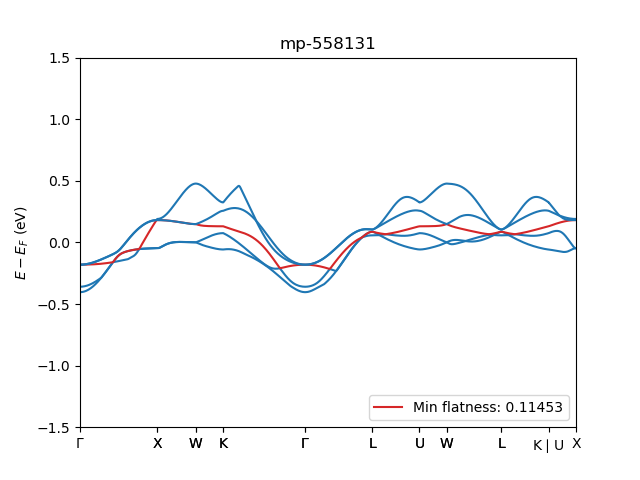 mp-558131
E − E_F (eV)
1.5
1.0
0.5
0.0
−0.5
−1.0
−1.5
Min flatness: 0.11453
Γ X W K Γ L U W L K | U X